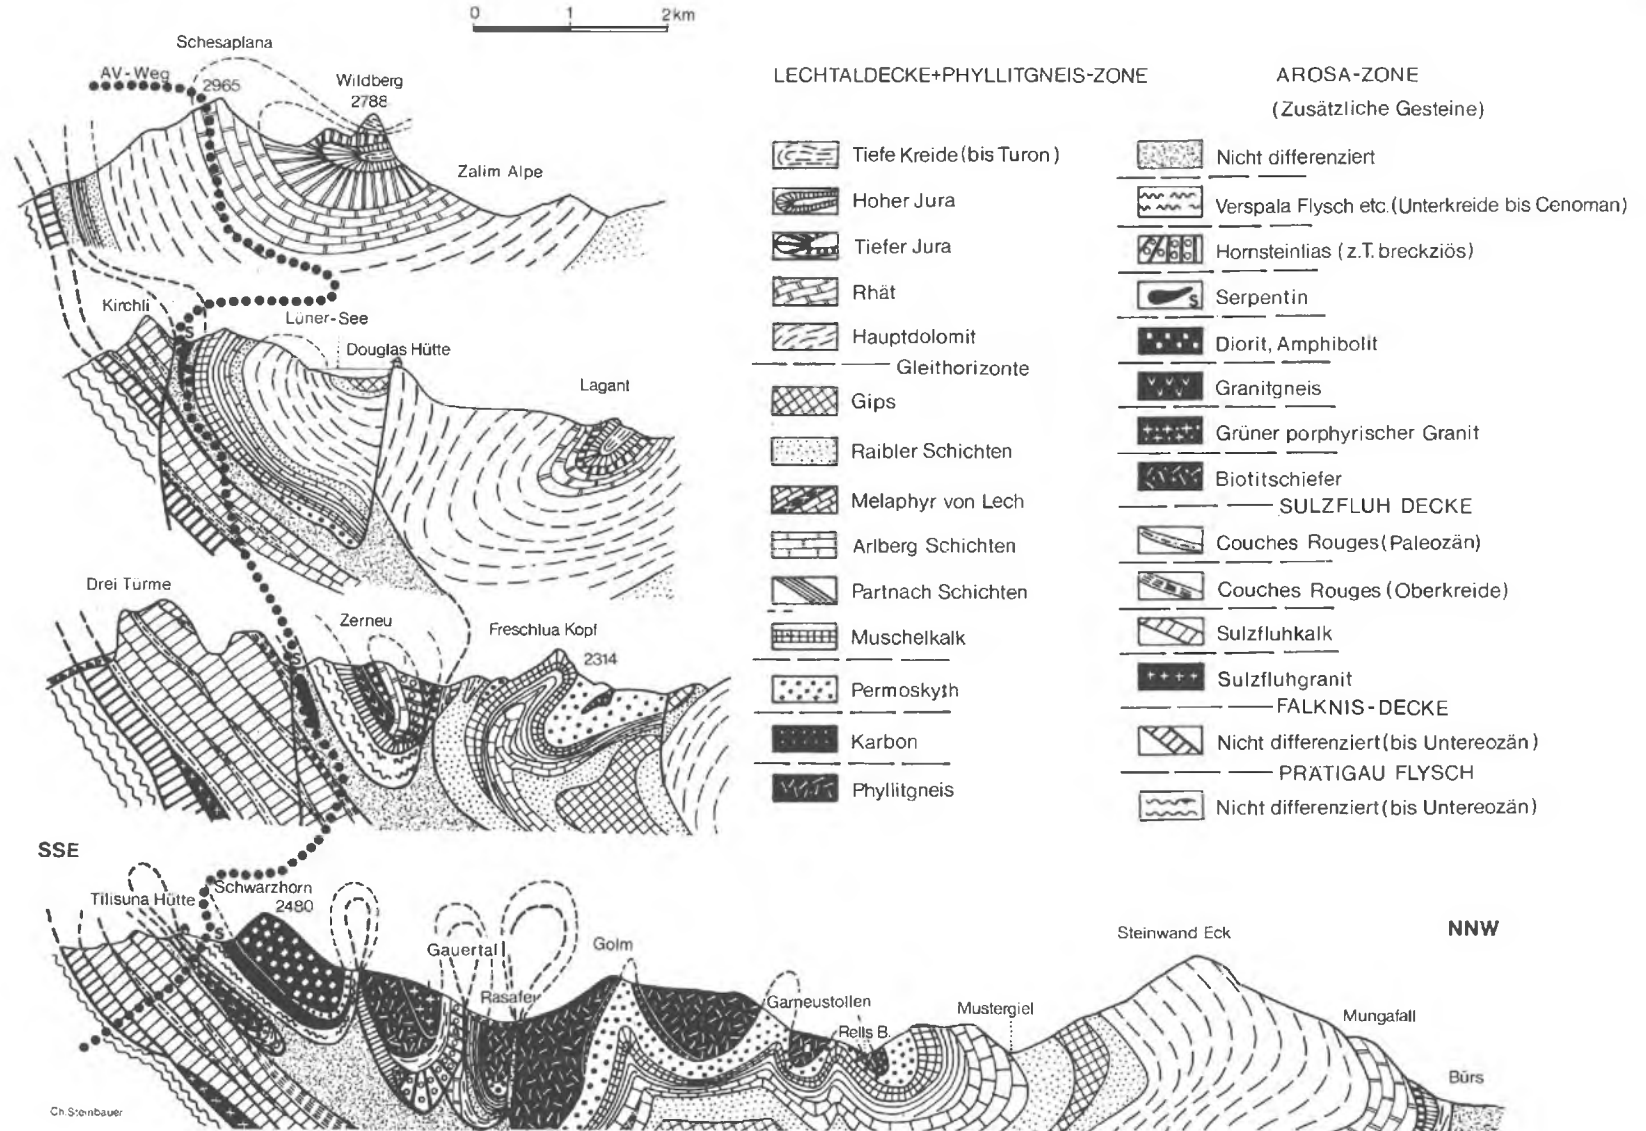 0 1 2 km
Schesaplana
AV-Weg
2965
Wildberg
2788
Zalim Alpe
Kirchli
S
Lüner-See
Douglas Hütte
Lagant
Drei Türme
Zerneu
S
Freschlua Kopf
2314
SSE
Tilisuna Hütte
Schwarzhorn
2480
S
Gauertal
Rasafei
Golm
Garneustollen
Rells B.
Mustergiel
Steinwand Eck
NNW
Mungafall
Bürs
Ch. Steinbauer
LECHTALDECKE+PHYLLITGNEIS-ZONE
Tiefe Kreide (bis Turon)
Hoher Jura
Tiefer Jura
Rhät
Hauptdolomit
Gleithorizonte
Gips
Raibler Schichten
Melaphyr von Lech
Arlberg Schichten
Partnach Schichten
Muschelkalk
Permoskyth
Karbon
Phyllitgneis
AROSA-ZONE
(Zusätzliche Gesteine)
Nicht differenziert
Verspala Flysch etc. (Unterkreide bis Cenoman)
Hornsteinlias (z.T. breckziös)
S Serpentin
Diorit, Amphibolit
Granitgneis
Grüner porphyrischer Granit
Biotitschiefer
SULZFLUH DECKE
Couches Rouges (Paleozän)
Couches Rouges (Oberkreide)
Sulzfluhkalk
Sulzfluhgranit
FALKNIS-DECKE
Nicht differenziert (bis Untereozän)
PRÄTIGAU FLYSCH
Nicht differenziert (bis Untereozän)